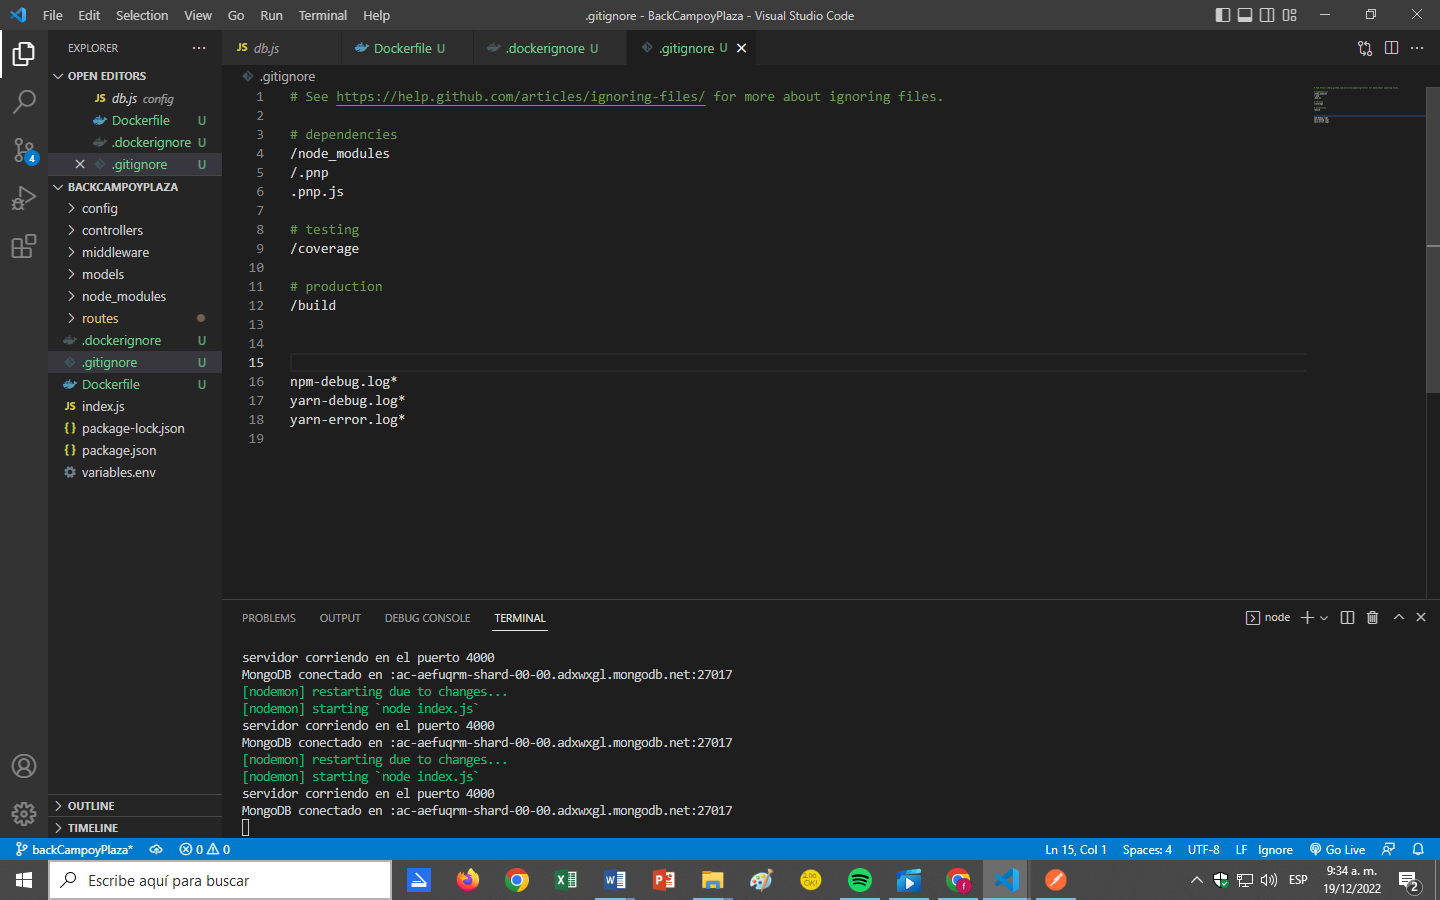 File Edit Selection View Go Run Terminal Help
.gitignore - BackCampoyPlaza - Visual Studio Code
EXPLORER
OPEN EDITORS
JS db.js config
Dockerfile U
.dockerignore U
.gitignore U
BACKCAMPOYPLAZA
config
controllers
middleware
models
node_modules
routes
.dockerignore U
.gitignore U
Dockerfile U
JS index.js
{} package-lock.json
{} package.json
variables.env
OUTLINE
TIMELINE
4
JS db.js
Dockerfile U
.dockerignore U
.gitignore U
.gitignore
1 # See https://help.github.com/articles/ignoring-files/ for more about ignoring files.
2
3 # dependencies
4 /node_modules
5 /.pnp
6 .pnp.js
7
8 # testing
9 /coverage
10
11 # production
12 /build
13
14
15
16 npm-debug.log*
17 yarn-debug.log*
18 yarn-error.log*
19
PROBLEMS OUTPUT DEBUG CONSOLE TERMINAL
node
servidor corriendo en el puerto 4000
MongoDB conectado en :ac-aefuqrm-shard-00-00.adxwxgl.mongodb.net:27017
[nodemon] restarting due to changes...
[nodemon] starting `node index.js`
servidor corriendo en el puerto 4000
MongoDB conectado en :ac-aefuqrm-shard-00-00.adxwxgl.mongodb.net:27017
[nodemon] restarting due to changes...
[nodemon] starting `node index.js`
servidor corriendo en el puerto 4000
MongoDB conectado en :ac-aefuqrm-shard-00-00.adxwxgl.mongodb.net:27017
backCampoyPlaza* 0 0
Ln 15, Col 1 Spaces: 4 UTF-8 LF Ignore Go Live
Escribe aquí para buscar
ESP
9:34 a. m.
19/12/2022
2